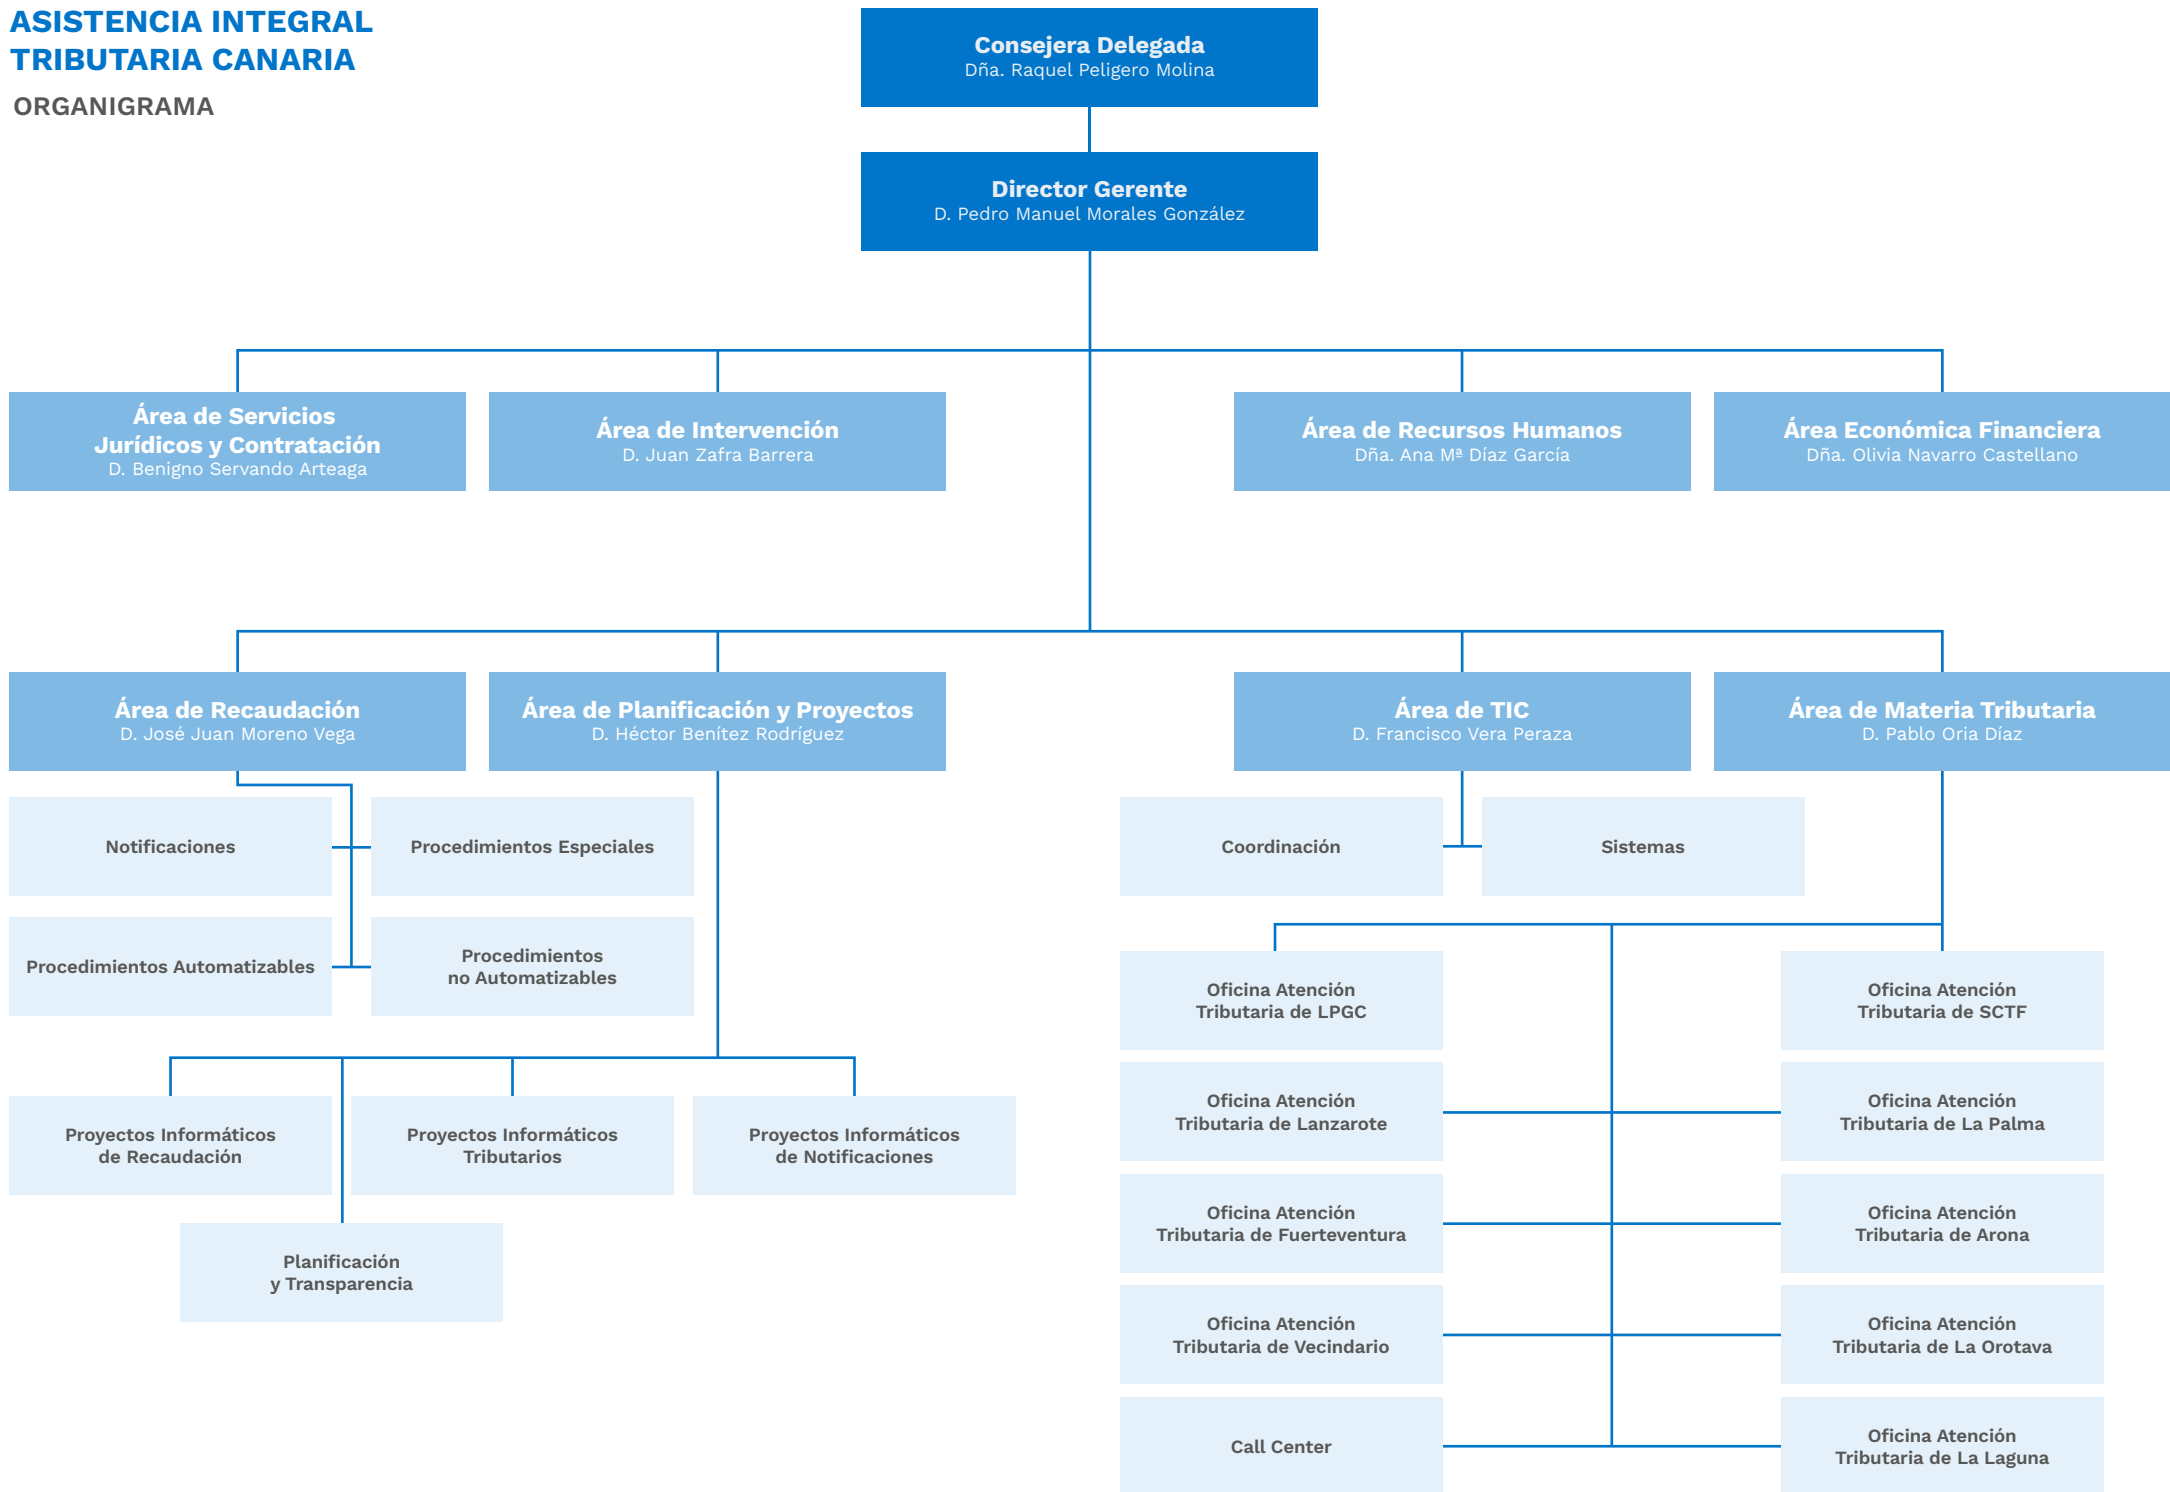 ASISTENCIA INTEGRAL
TRIBUTARIA CANARIA
ORGANIGRAMA
Consejera Delegada
Dña. Raquel Peligero Molina
Director Gerente
D. Pedro Manuel Morales González
Área de Servicios
Jurídicos y Contratación
D. Benigno Servando Arteaga
Área de Intervención
D. Juan Zafra Barrera
Área de Recursos Humanos
Dña. Ana Mª Díaz García
Área Económica Financiera
Dña. Olivia Navarro Castellano
Área de Recaudación
D. José Juan Moreno Vega
Área de Planificación y Proyectos
D. Héctor Benítez Rodríguez
Área de TIC
D. Francisco Vera Peraza
Área de Materia Tributaria
D. Pablo Oria Díaz
Notificaciones
Procedimientos Especiales
Procedimientos Automatizables
Procedimientos
no Automatizables
Proyectos Informáticos
de Recaudación
Proyectos Informáticos
Tributarios
Proyectos Informáticos
de Notificaciones
Planificación
y Transparencia
Coordinación
Sistemas
Oficina Atención
Tributaria de LPGC
Oficina Atención
Tributaria de SCTF
Oficina Atención
Tributaria de Lanzarote
Oficina Atención
Tributaria de La Palma
Oficina Atención
Tributaria de Fuerteventura
Oficina Atención
Tributaria de Arona
Oficina Atención
Tributaria de Vecindario
Oficina Atención
Tributaria de La Orotava
Call Center
Oficina Atención
Tributaria de La Laguna